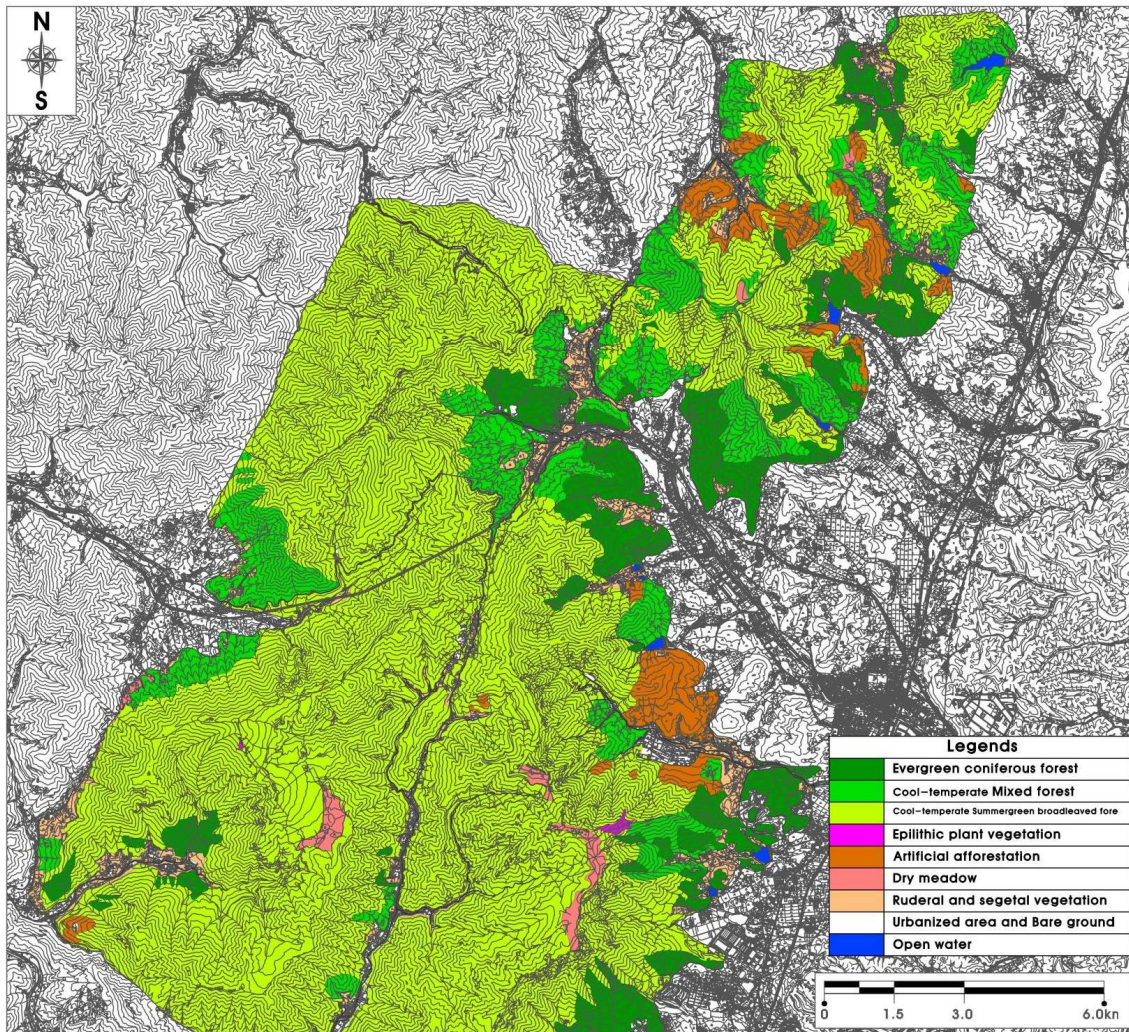 N
S
Legends
Evergreen coniferous forest
Cool-temperate Mixed forest
Cool-temperate Summergreen broadleaved fore
Epilithic plant vegetation
Artificial afforestation
Dry meadow
Ruderal and segetal vegetation
Urbanized area and Bare ground
Open water
0 1.5 3.0 6.0kn